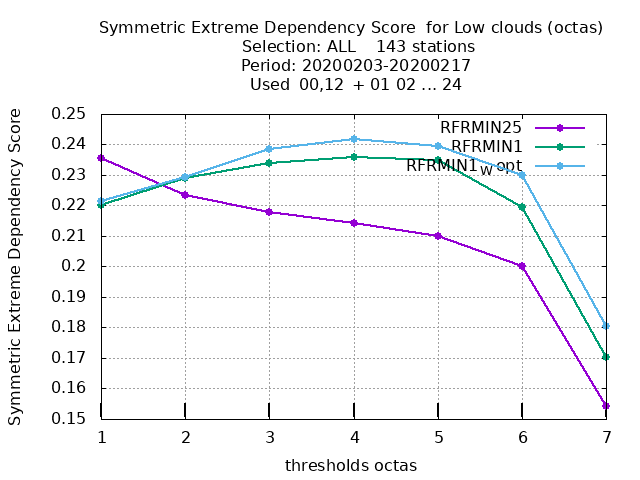 Symmetric Extreme Dependency Score  for Low clouds (octas)
Selection: ALL    143 stations
Period: 20200203-20200217
Used  00,12  + 01 02 ... 24
RFRMIN25
RFRMIN1
RFRMIN1w opt
Symmetric Extreme Dependency Score
0.25
0.24
0.23
0.22
0.21
0.2
0.19
0.18
0.17
0.16
0.15
1 2 3 4 5 6 7
thresholds octas